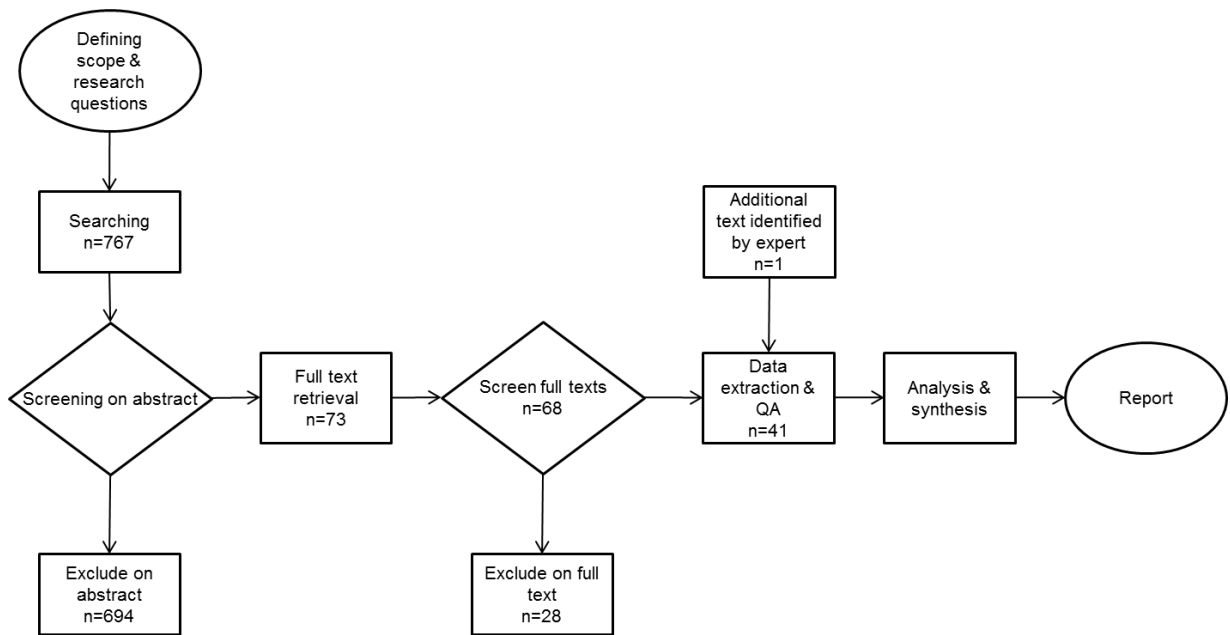 Defining
scope &
research
questions
Searching
n=767
Screening on abstract
Exclude on
abstract
n=694
Full text
retrieval
n=73
Screen full texts
n=68
Exclude on full
text
n=28
Additional
text identified
by expert
n=1
Data
extraction &
QA
n=41
Analysis &
synthesis
Report